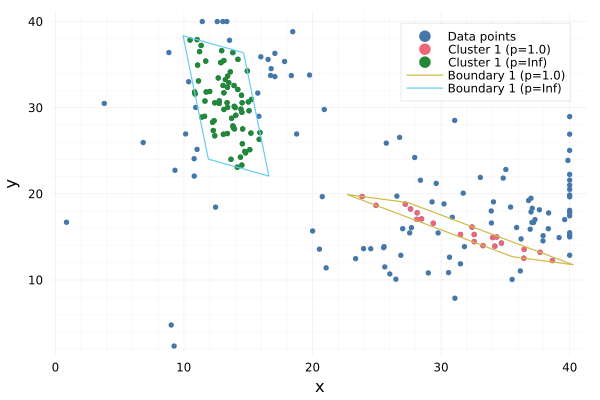 40
30
20
10
y
0
10
20
30
40
x
Data points
Cluster 1 (p=1.0)
Cluster 1 (p=Inf)
Boundary 1 (p=1.0)
Boundary 1 (p=Inf)